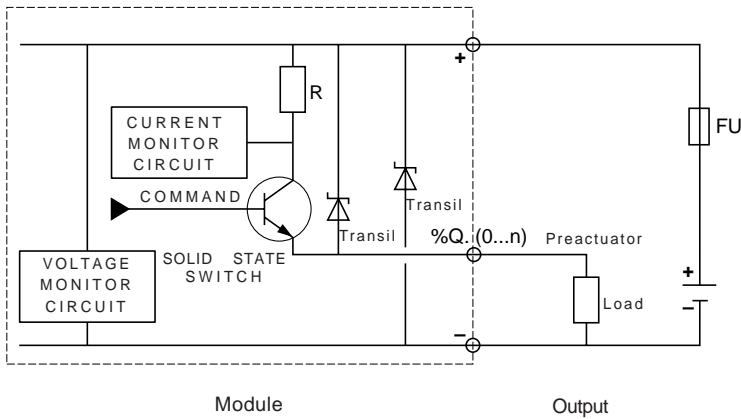 +
R
FU
CURRENT
MONITOR
CIRCUIT
COMMAND
Transil
Transil
%Q. (0...n)
Preactuator
SOLID STATE
SWITCH
VOLTAGE
MONITOR
CIRCUIT
+
–
Load
–
Module
Output